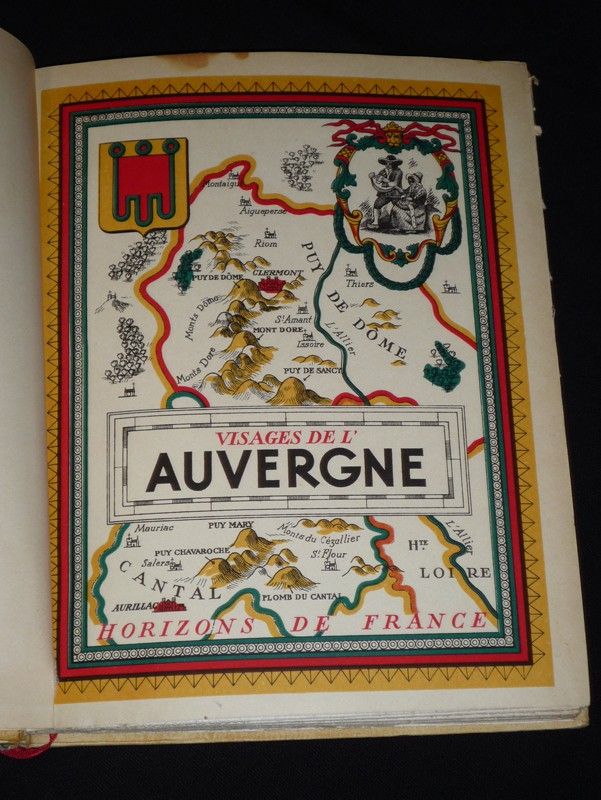 Montaigu
Aigueperse
Riom
PUY DE DÔME
CLERMONT
Thiers
PUY DE DÔME
Monts Dôme
St Amant
L'Allier
MONT DORE
Issoire
Monts Dore
PUY DE SANCY
VISAGES DE L'
AUVERGNE
Mauriac
PUY MARY
Monts du Cézallier
L'Allier
PUY CHAVAROCHE
St Flour
Hte
Salers
LOIRE
CANTAL
PLOMB DU CANTAL
AURILLAC
HORIZONS DE FRANCE